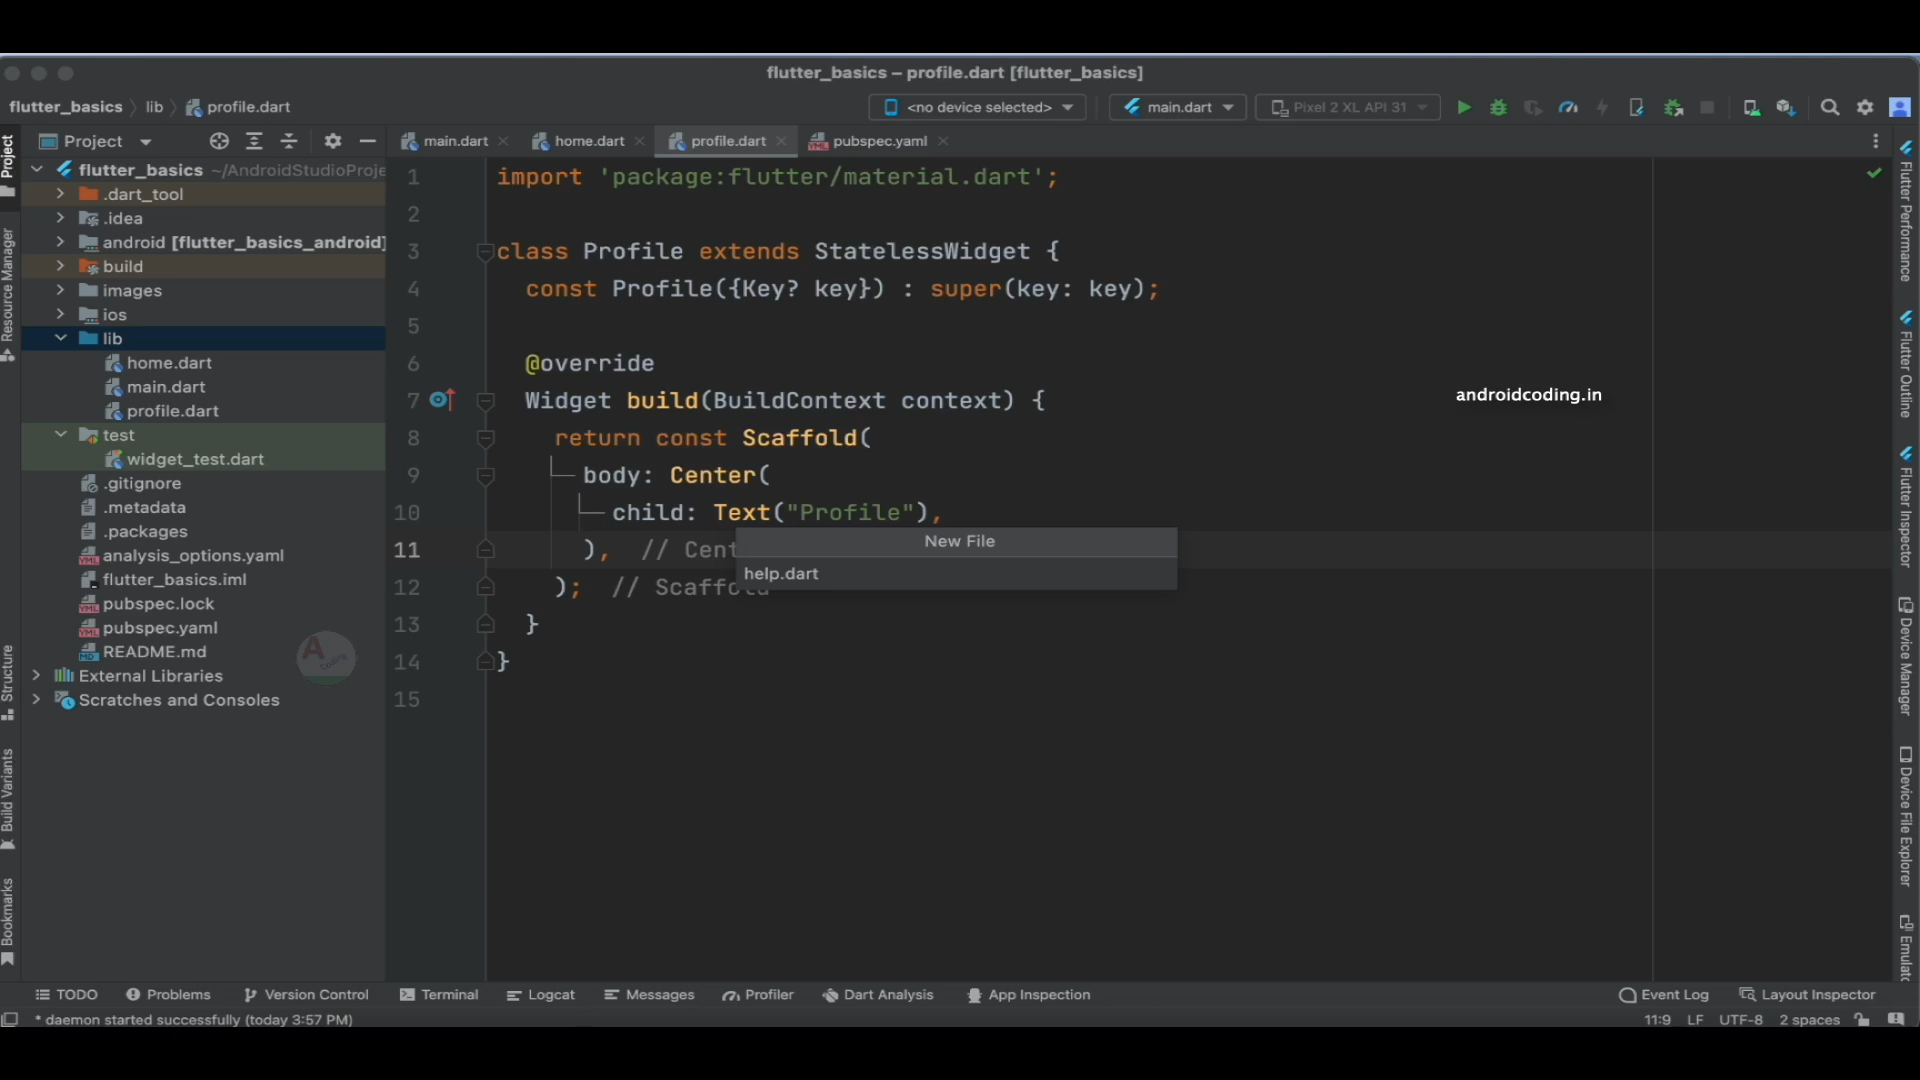 flutter_basics – profile.dart [flutter_basics]
flutter_basics lib profile.dart
<no device selected> main.dart Pixel 2 XL API 31
Project
main.dart home.dart profile.dart pubspec.yaml
flutter_basics ~/AndroidStudioProje
.dart_tool
.idea
android [flutter_basics_android]
build
images
ios
lib
home.dart
main.dart
profile.dart
test
widget_test.dart
.gitignore
.metadata
.packages
analysis_options.yaml
flutter_basics.iml
pubspec.lock
pubspec.yaml
README.md
External Libraries
Scratches and Consoles
1 import 'package:flutter/material.dart';
2
3 class Profile extends StatelessWidget {
4 const Profile({Key? key}) : super(key: key);
5
6 @override
7 Widget build(BuildContext context) {
8 return const Scaffold(
9 body: Center(
10 child: Text("Profile"),
11 ), // Cent
12 ); // Scaffold
13 }
14 }
15
New File
help.dart
androidcoding.in
A
Coding
Project
Resource Manager
Structure
Build Variants
Bookmarks
Flutter Performance
Flutter Outline
Flutter Inspector
Device Manager
Device File Explorer
Emulato
TODO Problems Version Control Terminal Logcat Messages Profiler Dart Analysis App Inspection Event Log Layout Inspector
* daemon started successfully (today 3:57 PM) 11:9 LF UTF-8 2 spaces